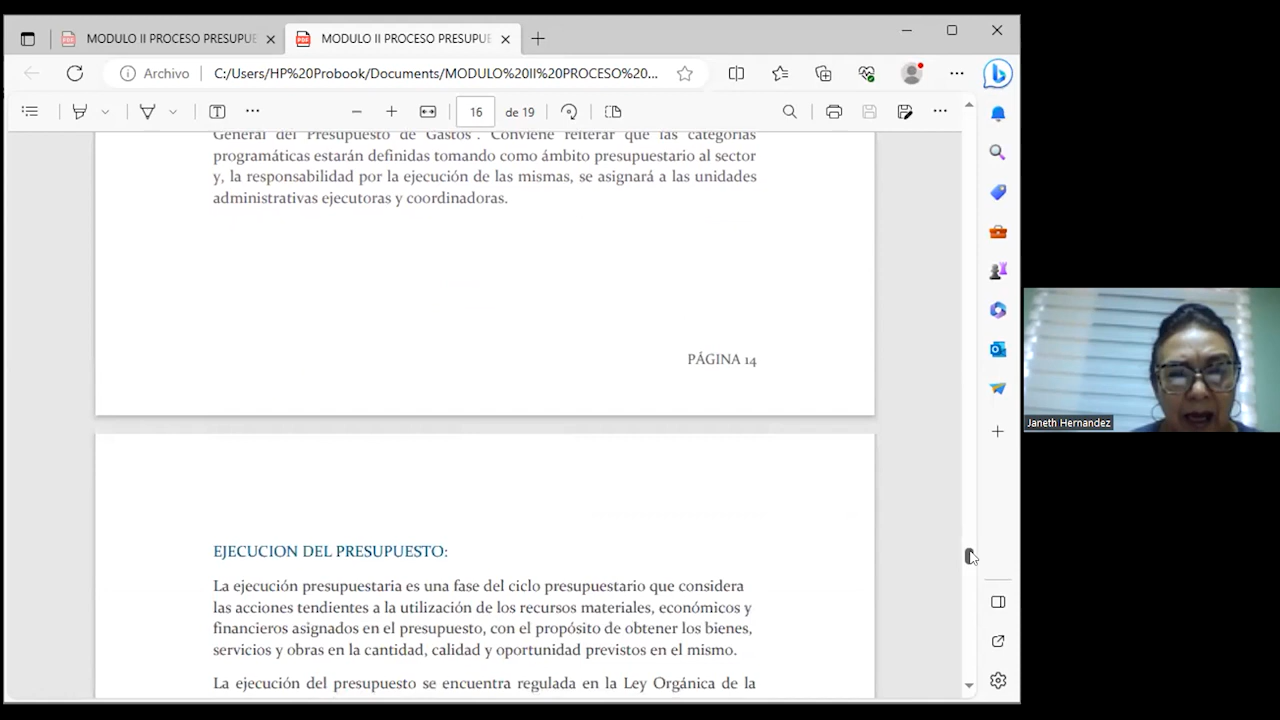 MODULO II PROCESO PRESUPUE
MODULO II PROCESO PRESUPUE
Archivo
C:/Users/HP%20Probook/Documents/MODULO%20II%20PROCESO%20...
16 de 19
General del Presupuesto de Gastos". Conviene reiterar que las categorías
programáticas estarán definidas tomando como ámbito presupuestario al sector
y, la responsabilidad por la ejecución de las mismas, se asignará a las unidades
administrativas ejecutoras y coordinadoras.
PÁGINA 14
EJECUCION DEL PRESUPUESTO:
La ejecución presupuestaria es una fase del ciclo presupuestario que considera
las acciones tendientes a la utilización de los recursos materiales, económicos y
financieros asignados en el presupuesto, con el propósito de obtener los bienes,
servicios y obras en la cantidad, calidad y oportunidad previstos en el mismo.
La ejecución del presupuesto se encuentra regulada en la Ley Orgánica de la
Janeth Hernandez